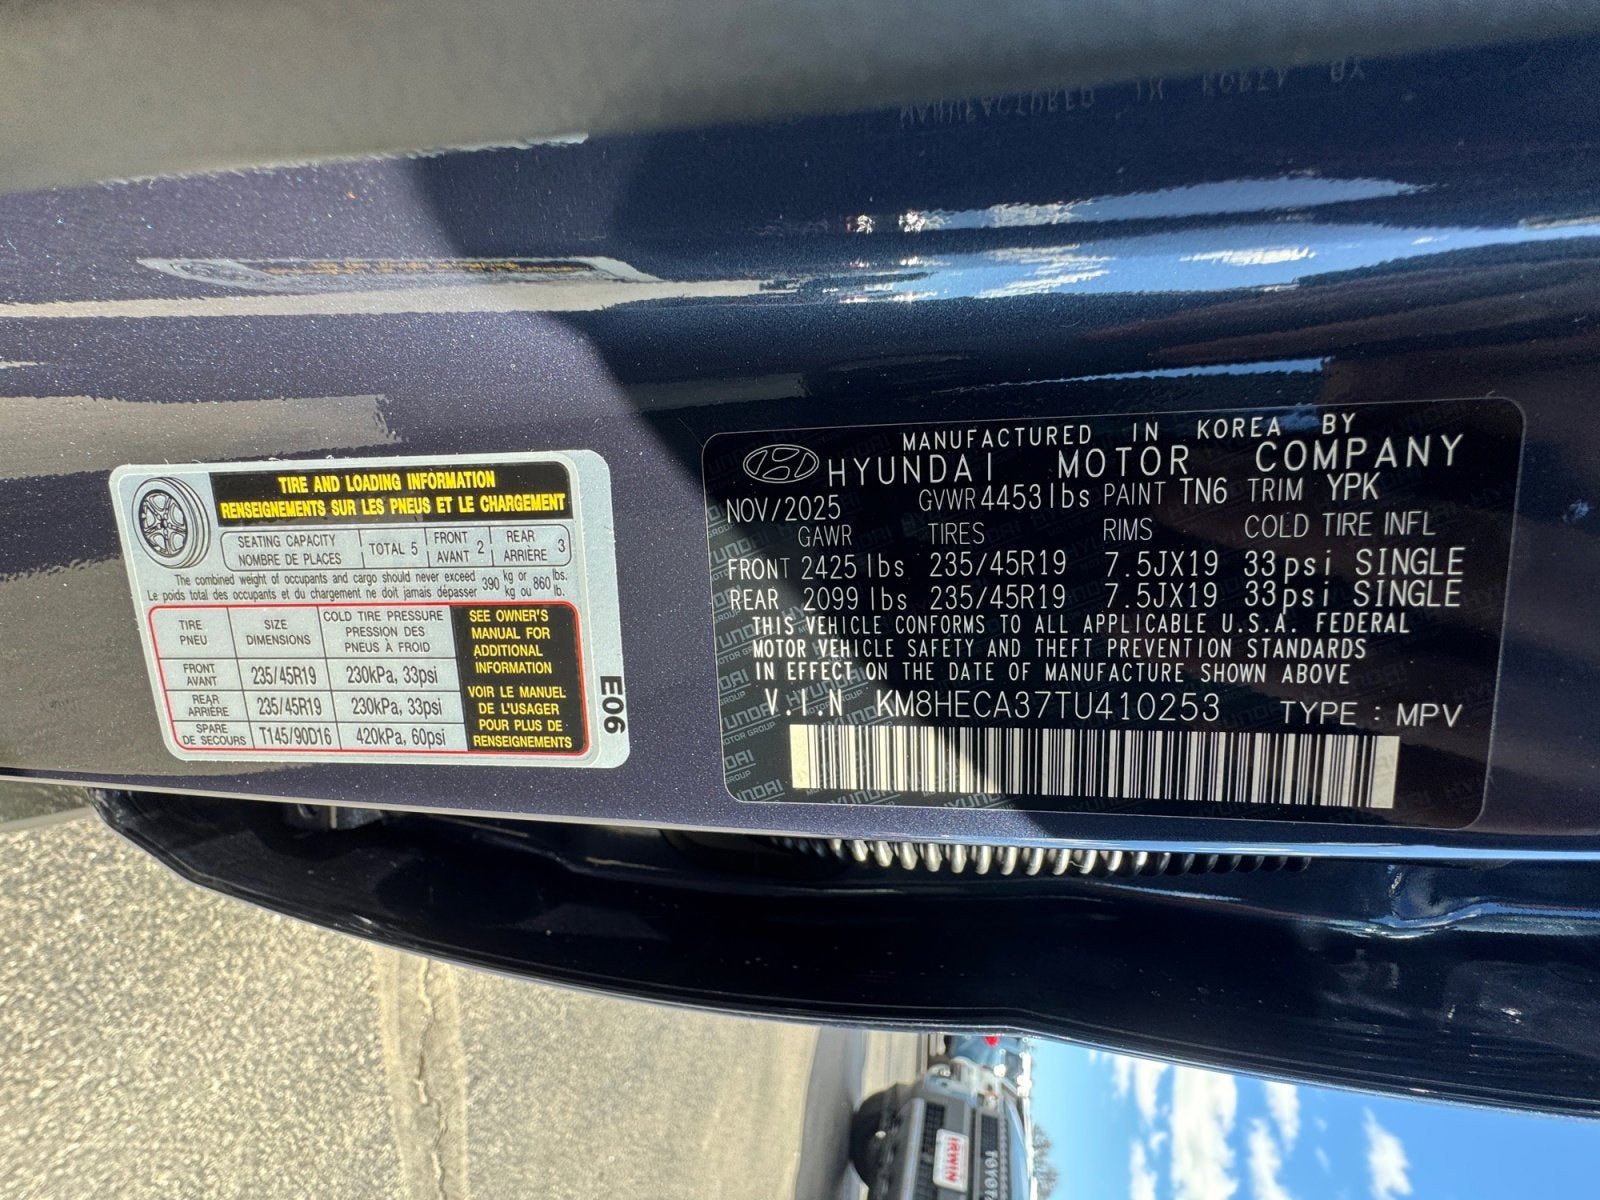 TIRE AND LOADING INFORMATION
RENSEIGNEMENTS SUR LES PNEUS ET LE CHARGEMENT
SEATING CAPACITY
NOMBRE DE PLACES
TOTAL 5
FRONT
AVANT 2
REAR
ARRIÈRE 3
The combined weight of occupants and cargo should never exceed 390 kg or 860 lbs.
Le poids total des occupants et du chargement ne doit jamais dépasser 390 kg ou 860 lb.
TIRE
PNEU
SIZE
DIMENSIONS
COLD TIRE PRESSURE
PRESSION DES
PNEUS À FROID
FRONT
AVANT
235/45R19
230kPa, 33psi
REAR
ARRIÈRE
235/45R19
230kPa, 33psi
SPARE
DE SECOURS
T145/90D16
420kPa, 60psi
SEE OWNER'S
MANUAL FOR
ADDITIONAL
INFORMATION
VOIR LE MANUEL
DE L'USAGER
POUR PLUS DE
RENSEIGNEMENTS
E06
MANUFACTURED IN KOREA BY
HYUNDAI MOTOR COMPANY
NOV/2025 GVWR 4453lbs PAINT TN6 TRIM YPK
GAWR TIRES RIMS COLD TIRE INFL
FRONT 2425 lbs 235/45R19 7.5JX19 33psi SINGLE
REAR 2099 lbs 235/45R19 7.5JX19 33psi SINGLE
THIS VEHICLE CONFORMS TO ALL APPLICABLE U.S.A. FEDERAL
MOTOR VEHICLE SAFETY AND THEFT PREVENTION STANDARDS
IN EFFECT ON THE DATE OF MANUFACTURE SHOWN ABOVE
V.I.N KM8HECA37TU410253 TYPE : MPV
IRWIN
TOYOTA